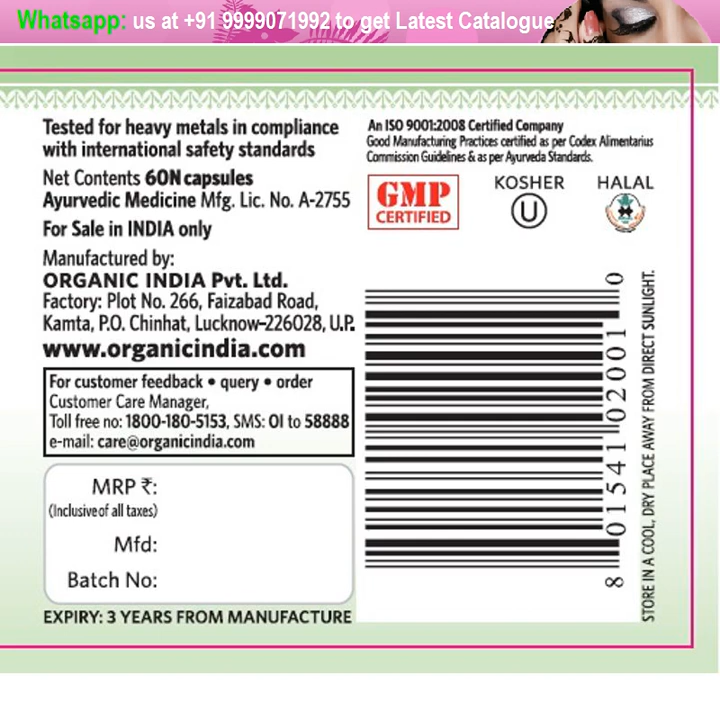 Whatsapp: us at +91 9999071992 to get Latest Catalogue
Tested for heavy metals in compliance
with international safety standards
Net Contents 60N capsules
Ayurvedic Medicine Mfg. Lic. No. A-2755
For Sale in INDIA only
Manufactured by:
ORGANIC INDIA Pvt. Ltd.
Factory: Plot No. 266, Faizabad Road,
Kamta, P.O. Chinhat, Lucknow-226028, U.P.
www.organicindia.com
For customer feedback • query • order
Customer Care Manager,
Toll free no: 1800-180-5153, SMS: OI to 58888
e-mail: care@organicindia.com
MRP ₹:
(Inclusive of all taxes)
Mfd:
Batch No:
EXPIRY: 3 YEARS FROM MANUFACTURE
An ISO 9001:2008 Certified Company
Good Manufacturing Practices certified as per Codex Alimentarius
Commission Guidelines & as per Ayurveda Standards.
GMP
CERTIFIED
KOSHER
U
HALAL
8 01541 02001 0
STORE IN A COOL, DRY PLACE AWAY FROM DIRECT SUNLIGHT.